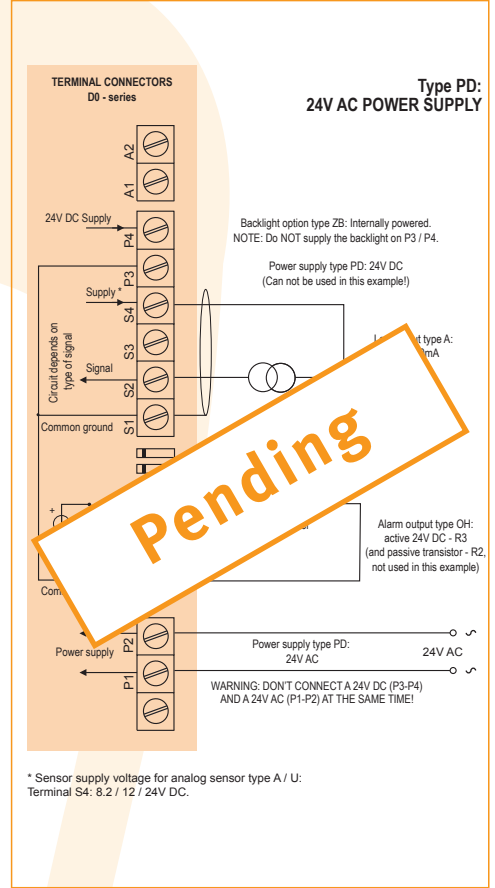 TERMINAL CONNECTORS
D0 - series
Type PD:
24V AC POWER SUPPLY
A2
A1
24V DC Supply
P4
Backlight option type ZB: Internally powered.
NOTE: Do NOT supply the backlight on P3 / P4.
P3
Power supply type PD: 24V DC
(Can not be used in this example!)
Supply *
S4
Circuit depends on
type of signal
S3
type A:
Signal
S2
Common ground
S1
Pending
+
Alarm output type OH:
active 24V DC - R3
(and passive transistor - R2,
not used in this example)
P2
Power supply
Power supply type PD:
24V AC
24V AC
P1
WARNING: DON'T CONNECT A 24V DC (P3-P4)
AND A 24V AC (P1-P2) AT THE SAME TIME!
* Sensor supply voltage for analog sensor type A / U:
Terminal S4: 8.2 / 12 / 24V DC.